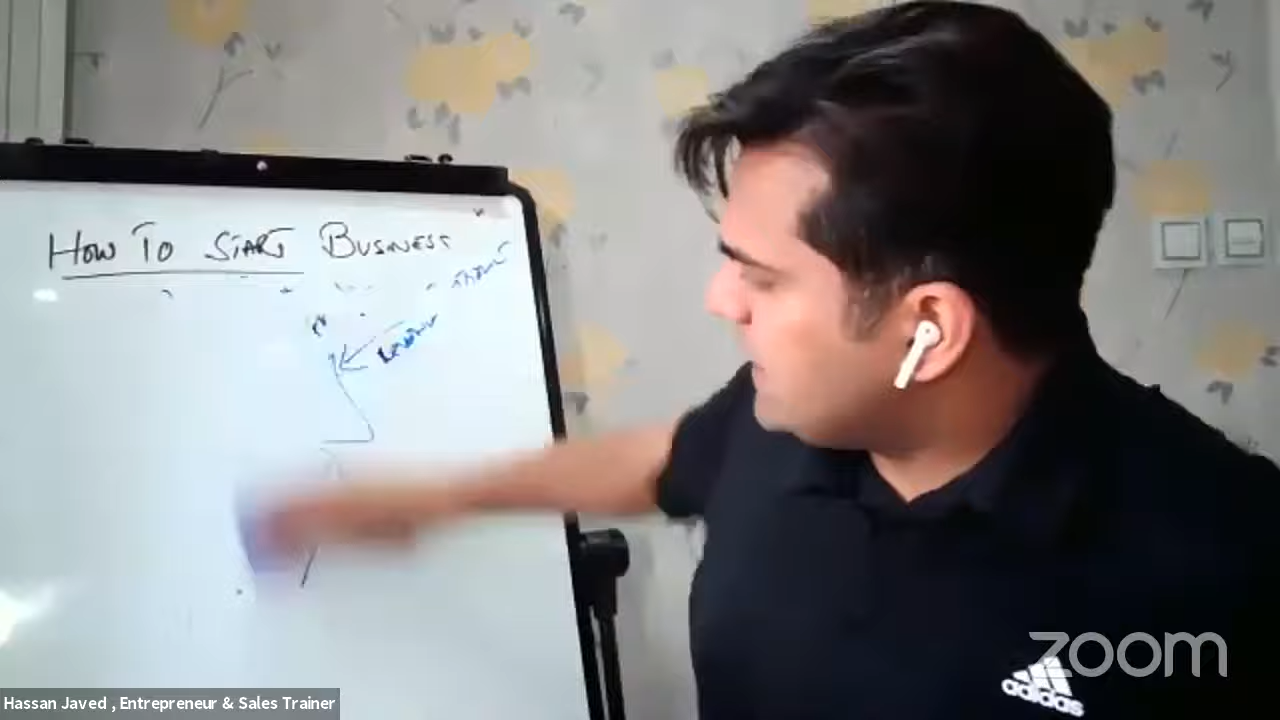 HOW TO START BUSINESS
zoom
adidas
Hassan Javed , Entrepreneur & Sales Trainer